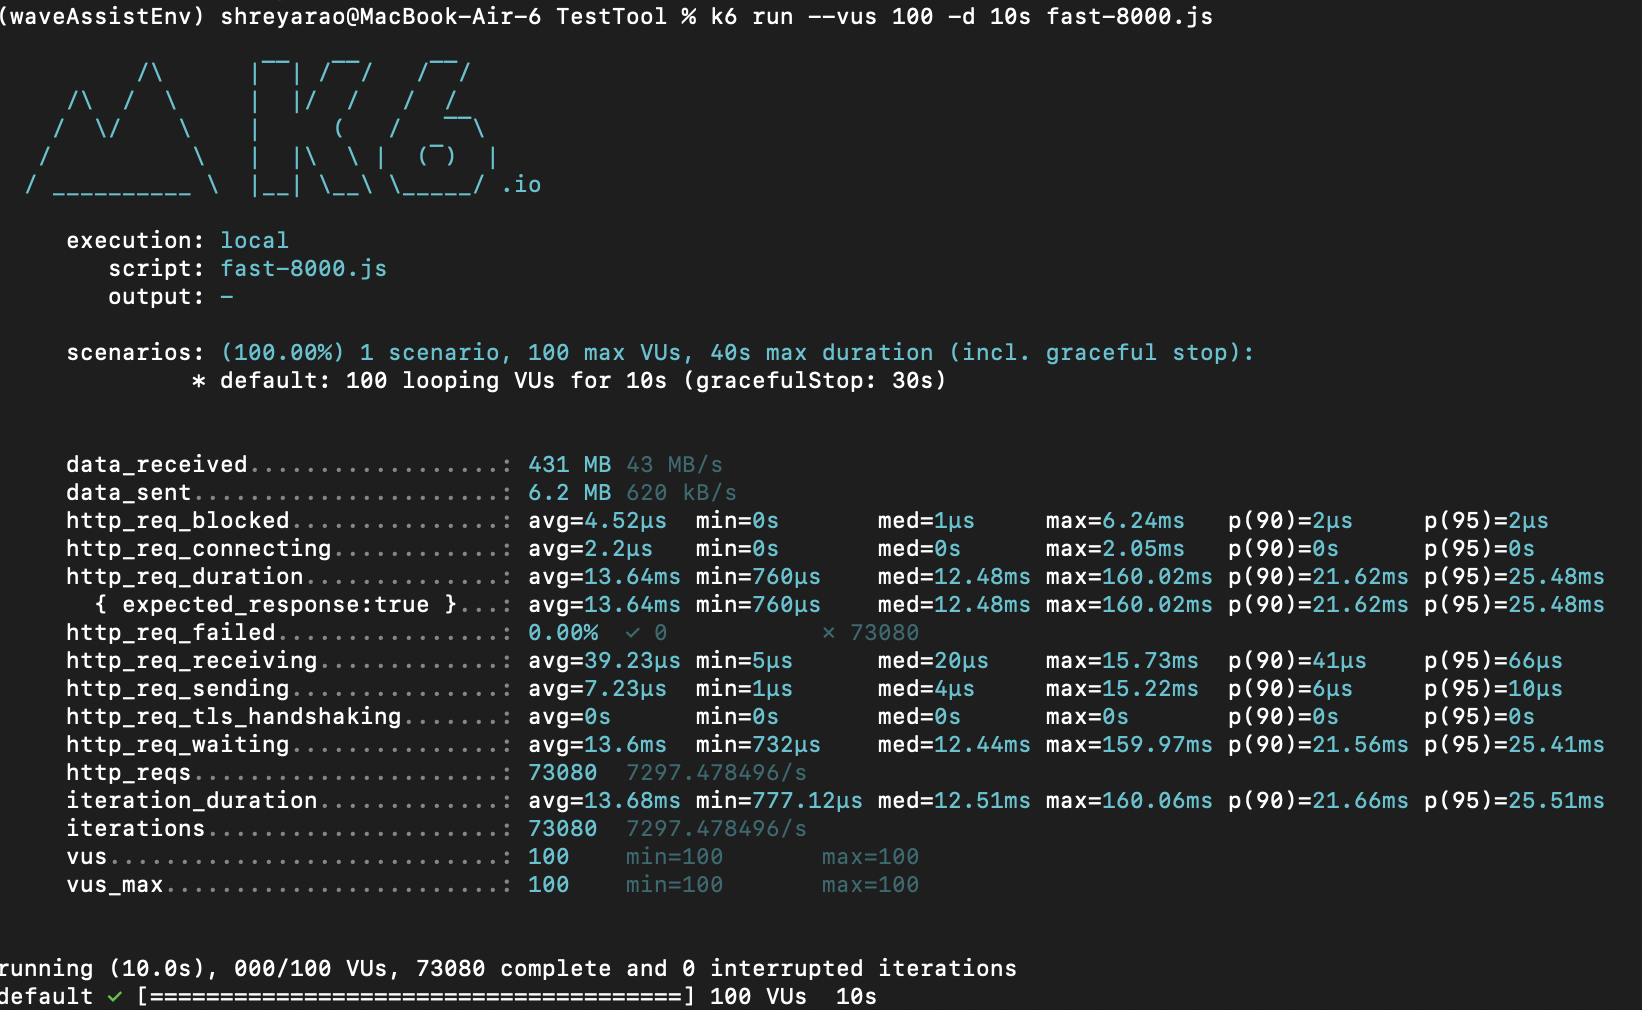 (waveAssistEnv) shreyarao@MacBook-Air-6 TestTool % k6 run --vus 100 -d 10s fast-8000.js
          /\      |‾‾| /‾‾/   /‾‾/
     /\  /  \     |  |/  /   /  /
    /  \/    \    |     (   /   ‾‾\
   /          \   |  |\  \ |  (‾)  |
  / __________ \  |__| \__\ \_____/ .io
execution: local
script: fast-8000.js
output: -
scenarios: (100.00%) 1 scenario, 100 max VUs, 40s max duration (incl. graceful stop):
* default: 100 looping VUs for 10s (gracefulStop: 30s)
data_received..................: 431 MB 43 MB/s
data_sent......................: 6.2 MB 620 kB/s
http_req_blocked...............: avg=4.52µs min=0s med=1µs max=6.24ms p(90)=2µs p(95)=2µs
http_req_connecting............: avg=2.2µs min=0s med=0s max=2.05ms p(90)=0s p(95)=0s
http_req_duration..............: avg=13.64ms min=760µs med=12.48ms max=160.02ms p(90)=21.62ms p(95)=25.48ms
{ expected_response:true }...: avg=13.64ms min=760µs med=12.48ms max=160.02ms p(90)=21.62ms p(95)=25.48ms
http_req_failed................: 0.00% ✓ 0 ✗ 73080
http_req_receiving.............: avg=39.23µs min=5µs med=20µs max=15.73ms p(90)=41µs p(95)=66µs
http_req_sending...............: avg=7.23µs min=1µs med=4µs max=15.22ms p(90)=6µs p(95)=10µs
http_req_tls_handshaking.......: avg=0s min=0s med=0s max=0s p(90)=0s p(95)=0s
http_req_waiting...............: avg=13.6ms min=732µs med=12.44ms max=159.97ms p(90)=21.56ms p(95)=25.41ms
http_reqs......................: 73080 7297.478496/s
iteration_duration.............: avg=13.68ms min=777.12µs med=12.51ms max=160.06ms p(90)=21.66ms p(95)=25.51ms
iterations.....................: 73080 7297.478496/s
vus............................: 100 min=100 max=100
vus_max........................: 100 min=100 max=100
running (10.0s), 000/100 VUs, 73080 complete and 0 interrupted iterations
default ✓ [======================================] 100 VUs 10s